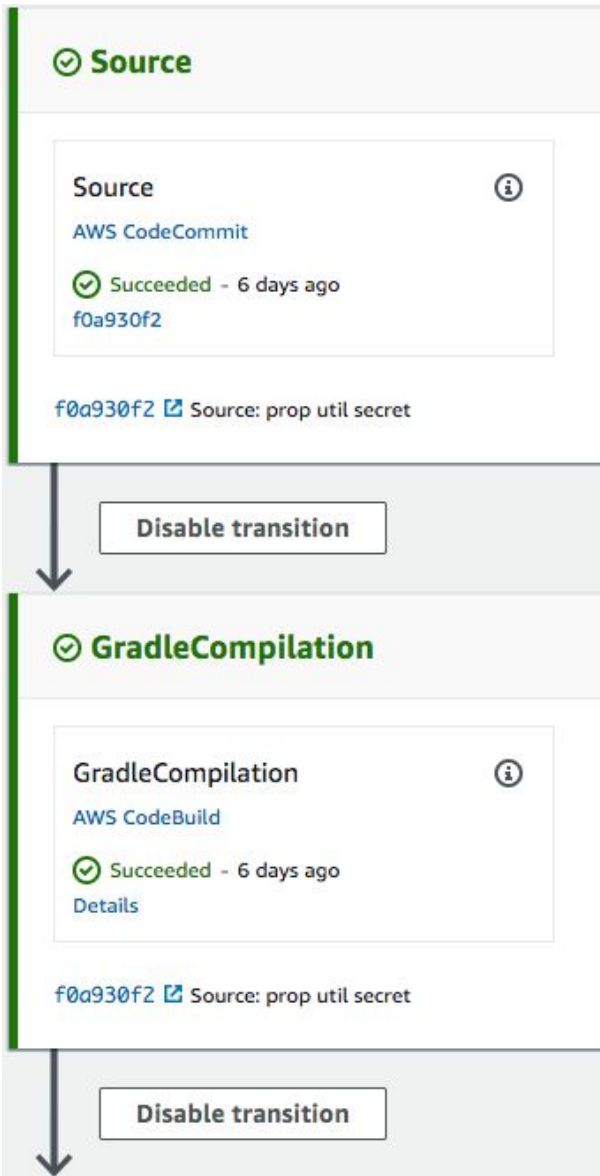 Source
Source
AWS CodeCommit
Succeeded - 6 days ago
f0a930f2
f0a930f2 Source: prop util secret
Disable transition
GradleCompilation
GradleCompilation
AWS CodeBuild
Succeeded - 6 days ago
Details
f0a930f2 Source: prop util secret
Disable transition